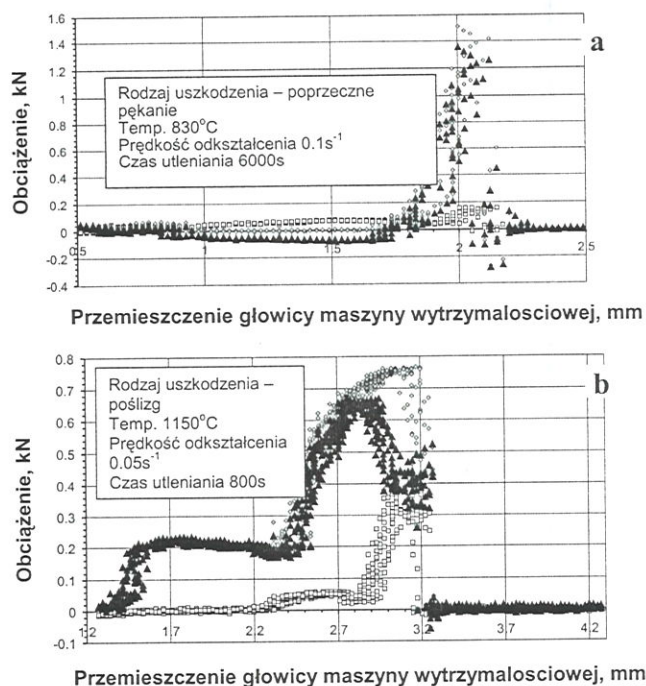 1.6
1.4
1.2
1
0.8
0.6
0.4
0.2
0
-0.2
-0.4
Obciążenie, kN
a
Rodzaj uszkodzenia – poprzeczne
pękanie
Temp. 830°C
Prędkość odkształcenia 0.1s⁻¹
Czas utleniania 6000s
0.5 1 1.5 2 2.5
Przemieszczenie głowicy maszyny wytrzymalosciowej, mm
0.8
0.7
0.6
0.5
0.4
0.3
0.2
0.1
0
-0.1
Obciążenie, kN
b
Rodzaj uszkodzenia –
poślizg
Temp. 1150°C
Prędkość odkształcenia
0.05s⁻¹
Czas utleniania 800s
1.2 1.7 2.2 2.7 3.2 3.7 4.2
Przemieszczenie głowicy maszyny wytrzymalosciowej, mm